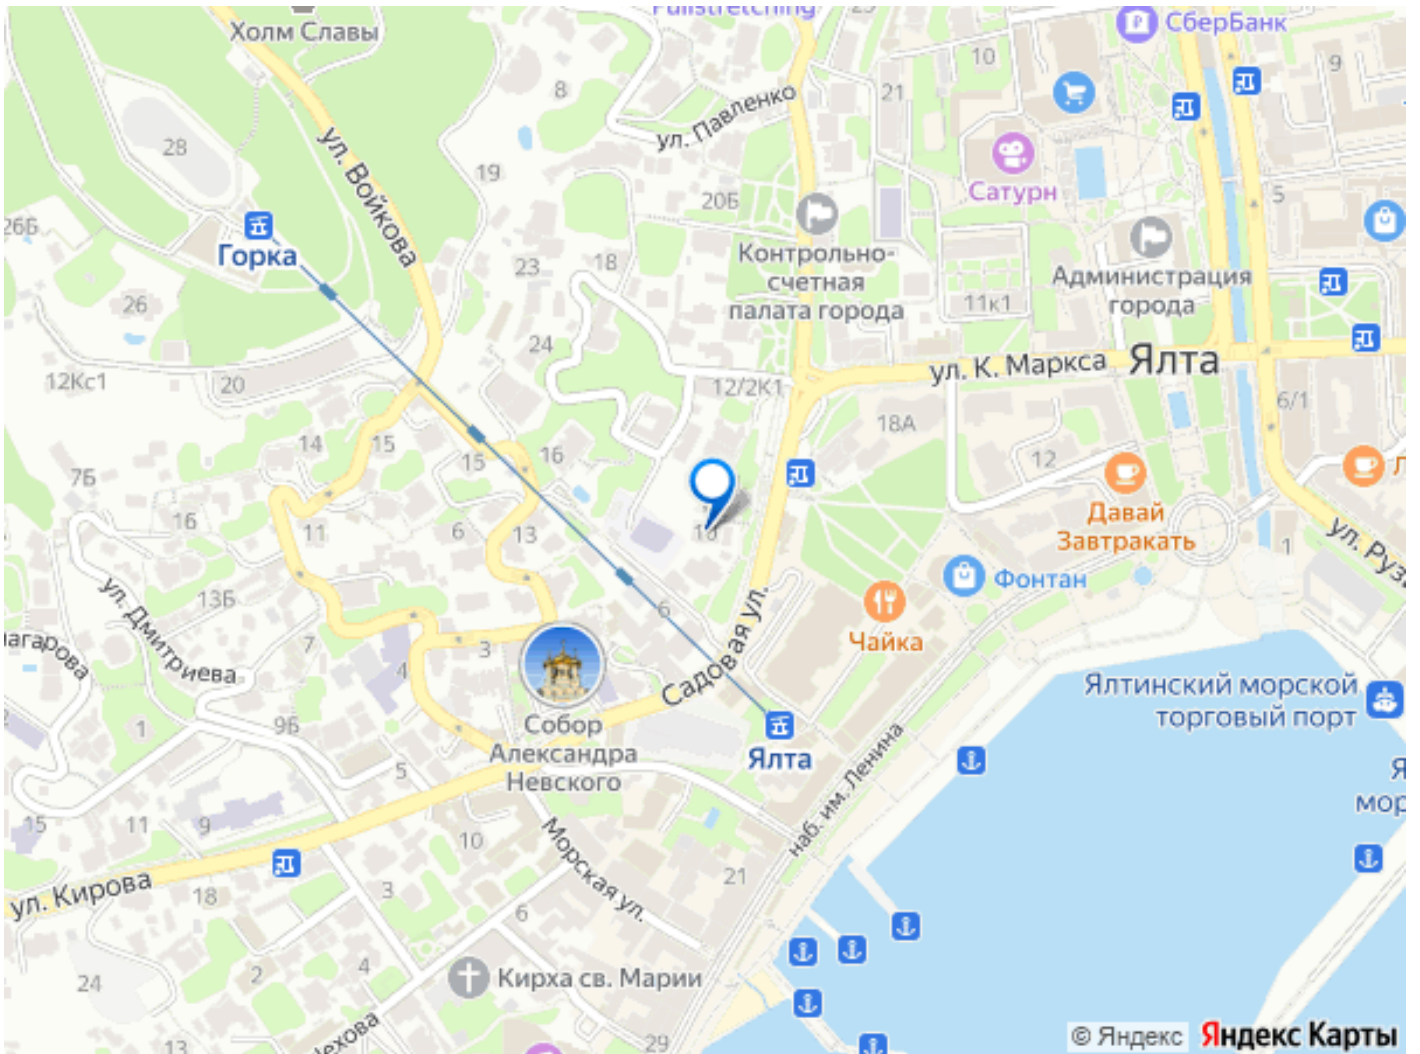 Fullstretching
СберБанк
Холм Славы
10
9
8
21
ул. Павленко
28
ул. Войкова
19
Сатурн
5
20Б
26Б
Горка
Контрольно-
счетная
палата города
Администрация
города
23
18
26
11к1
24
ул. К. Маркса
Ялта
12Кс1
20
12/2К1
6/1
18А
14
15
15
16
12
7Б
Давай
Завтракать
16
11
6
13
10
1
ул. Рузв
Фонтан
ул. Дмитриева
13Б
6
Садовая ул.
Чайка
7
3
4
Ялтинский морской
торговый порт
1
9Б
Собор
Александра
Невского
Ялта
наб. им. Ленина
5
15
11
9
10
Морская ул.
21
ул. Кирова
18
3
6
24
2
4
Кирха св. Марии
13
29
© Яндекс
Яндекс Карты